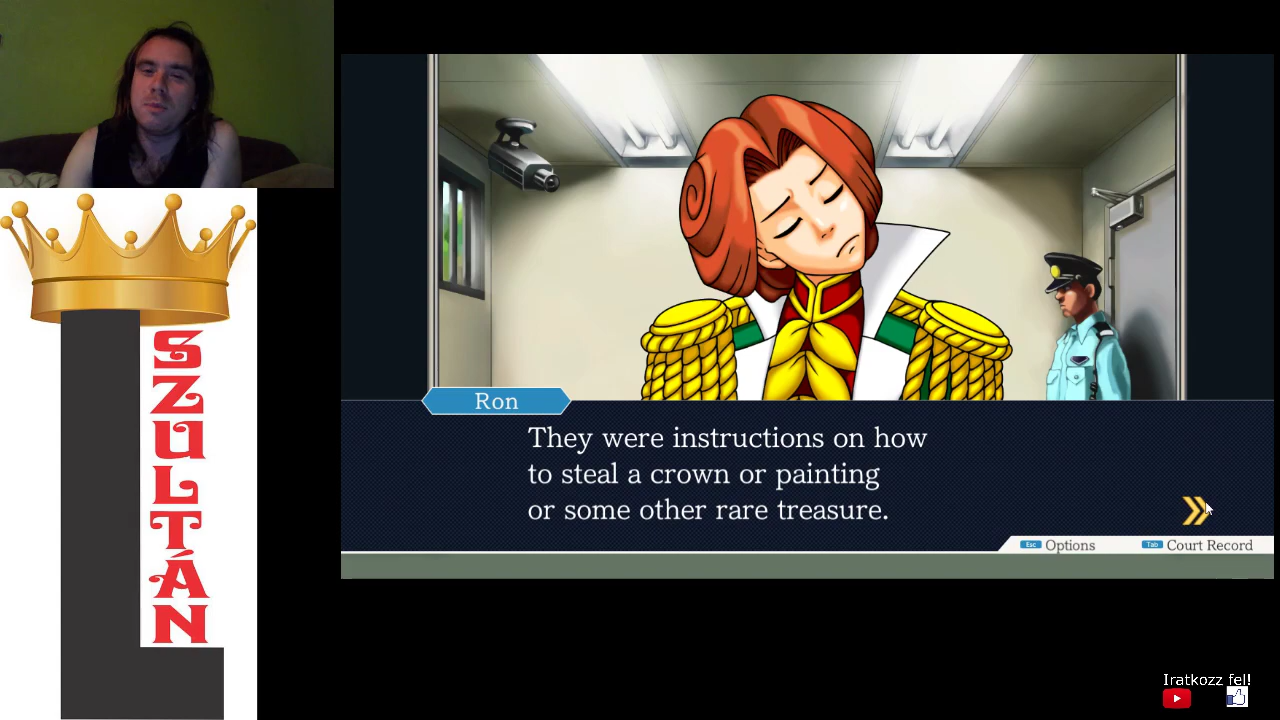 SZULTÁN
Ron
They were instructions on how
to steal a crown or painting
or some other rare treasure.
Esc Options Tab Court Record
Iratkozz fel!